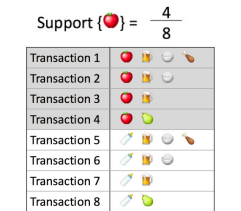 Support {🍎} = 4/8
Transaction 1 🍎 🍺 🍚 🍗
Transaction 2 🍎 🍺 🍚
Transaction 3 🍎 🍺
Transaction 4 🍎 🍐
Transaction 5 🍼 🍺 🍚 🍗
Transaction 6 🍼 🍺 🍚
Transaction 7 🍼 🍺
Transaction 8 🍼 🍐